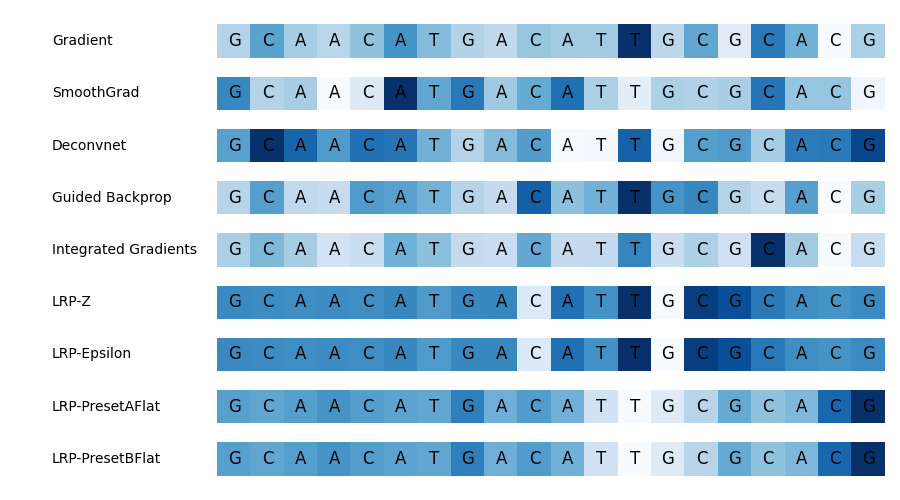 Gradient G C A A C A T G A C A T T G C G C A C G
SmoothGrad G C A A C A T G A C A T T G C G C A C G
Deconvnet G C A A C A T G A C A T T G C G C A C G
Guided Backprop G C A A C A T G A C A T T G C G C A C G
Integrated Gradients G C A A C A T G A C A T T G C G C A C G
LRP-Z G C A A C A T G A C A T T G C G C A C G
LRP-Epsilon G C A A C A T G A C A T T G C G C A C G
LRP-PresetAFlat G C A A C A T G A C A T T G C G C A C G
LRP-PresetBFlat G C A A C A T G A C A T T G C G C A C G